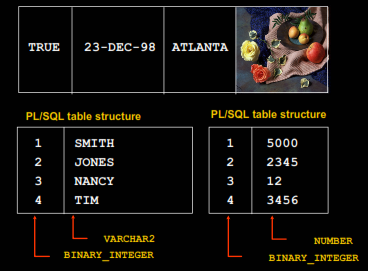 TRUE 23-DEC-98 ATLANTA
PL/SQL table structure
1 SMITH
2 JONES
3 NANCY
4 TIM
VARCHAR2
BINARY_INTEGER
PL/SQL table structure
1 5000
2 2345
3 12
4 3456
NUMBER
BINARY_INTEGER